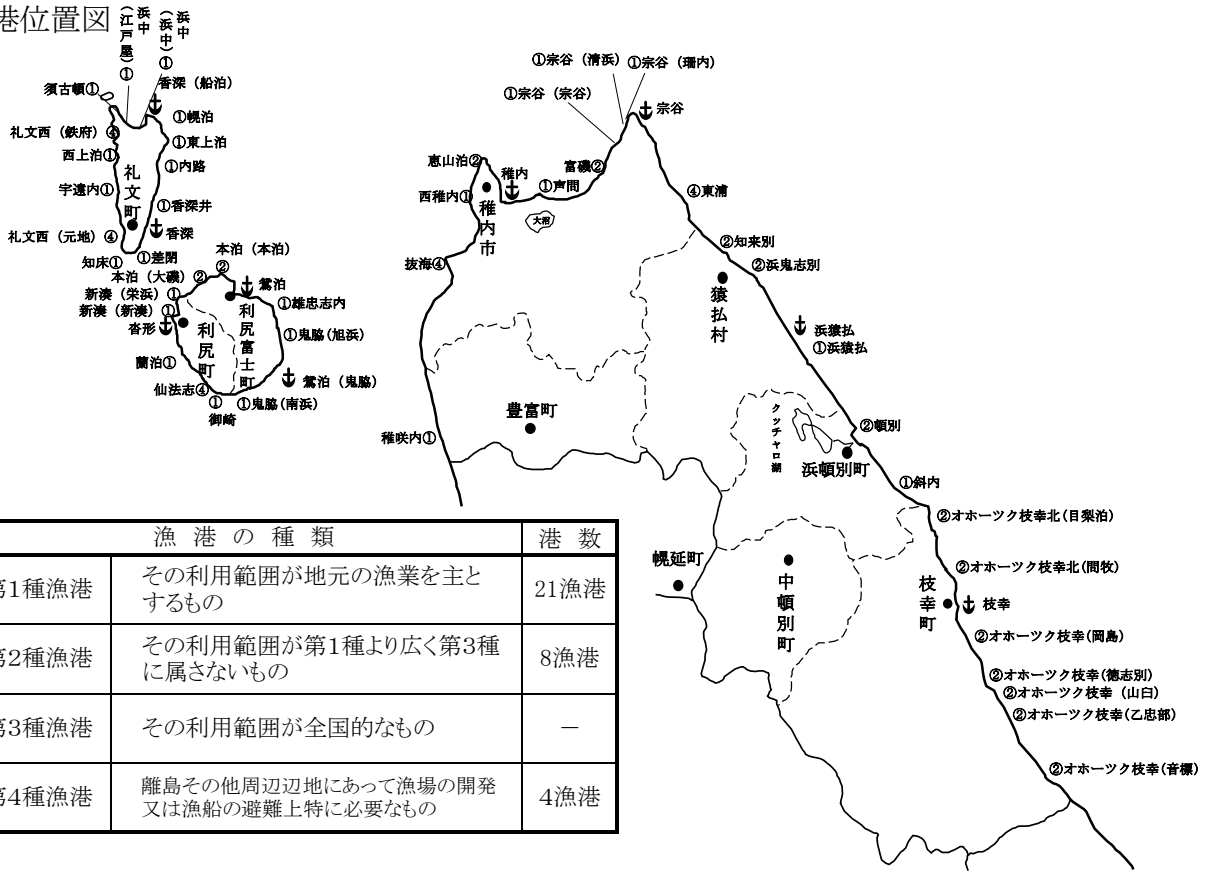 港位置図
浜中
(江戸屋)①
浜中
(浜中)①
香深(船泊)
須古頓①
①幌泊
礼文西(鉄府)④
①東上泊
西上泊①
①内路
礼文町
宇遠内①
①香深井
礼文西(元地)④
香深
知床①
①差閉
本泊(本泊)
②
本泊(大磯)②
鴛泊
新湊(栄浜)①
①雄忠志内
新湊(新湊)①
沓形
利尻町
利尻富士町
①鬼脇(旭浜)
蘭泊①
鴛泊(鬼脇)
仙法志④
①
御崎
①鬼脇(南浜)
①宗谷(清浜)
①宗谷(珊内)
①宗谷(宗谷)
宗谷
恵山泊②
稚内
富磯②
①声問
西稚内①
稚内市
大沼
④東浦
抜海④
②知来別
②浜鬼志別
猿払村
浜猿払
①浜猿払
豊富町
クッチャロ湖
②頓別
稚咲内①
浜頓別町
①斜内
②オホーツク枝幸北(目梨泊)
幌延町
中頓別町
②オホーツク枝幸北(問牧)
枝幸町
枝幸
②オホーツク枝幸(岡島)
②オホーツク枝幸(徳志別)
②オホーツク枝幸(山臼)
②オホーツク枝幸(乙忠部)
②オホーツク枝幸(音標)
漁港の種類 港数
第1種漁港 その利用範囲が地元の漁業を主と
するもの 21漁港
第2種漁港 その利用範囲が第1種より広く第3種
に属さないもの 8漁港
第3種漁港 その利用範囲が全国的なもの －
第4種漁港 離島その他周辺辺地にあって漁場の開発
又は漁船の避難上特に必要なもの 4漁港